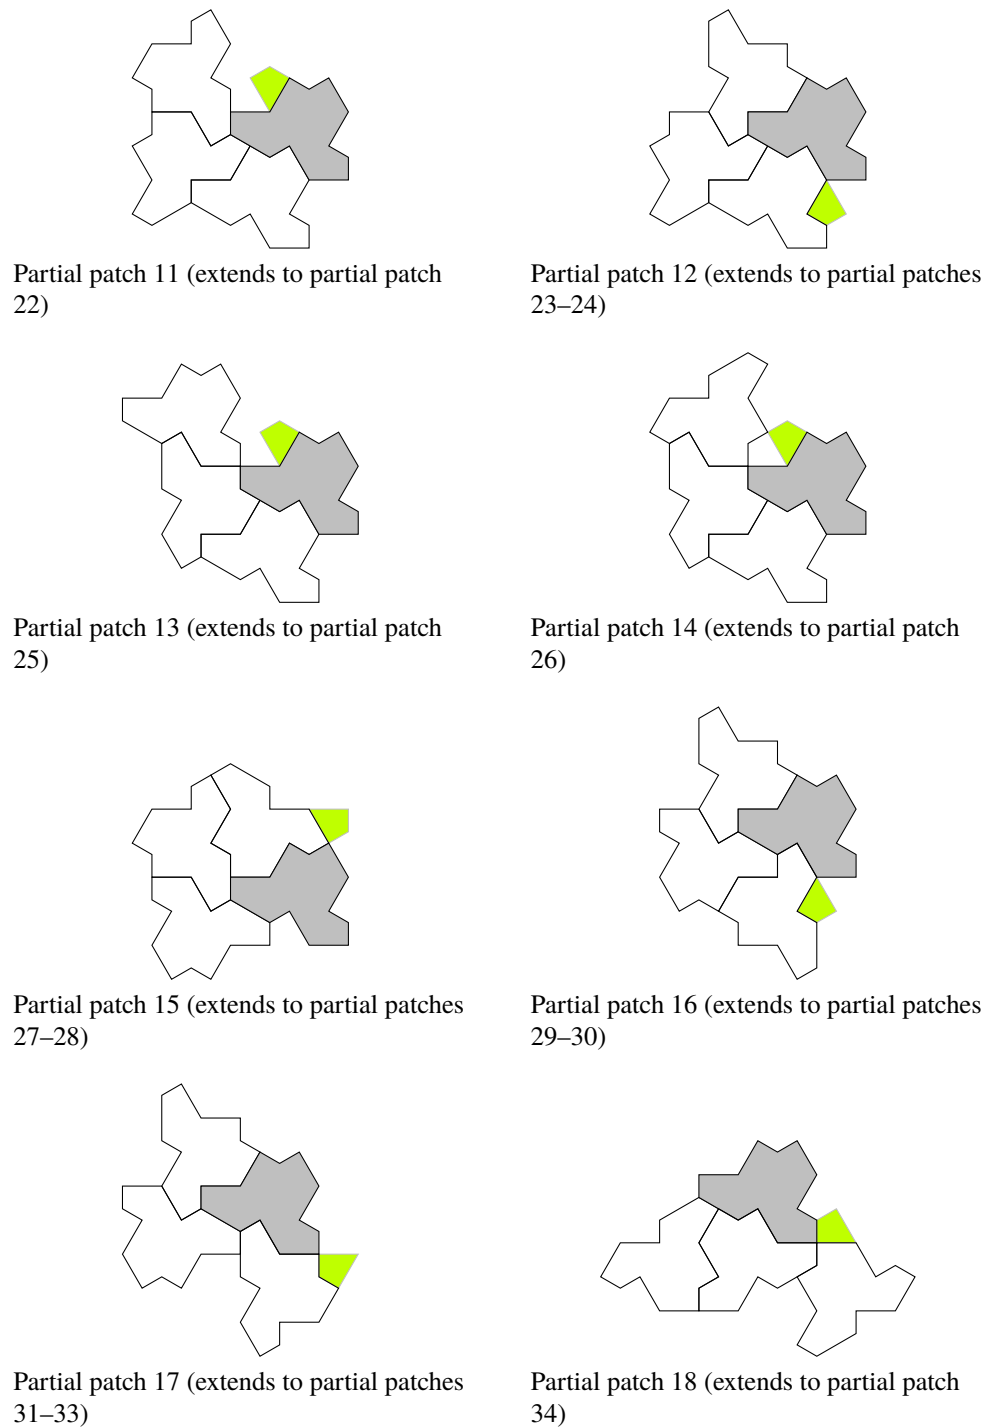 Partial patch 11 (extends to partial patch
22)
Partial patch 12 (extends to partial patches
23–24)
Partial patch 13 (extends to partial patch
25)
Partial patch 14 (extends to partial patch
26)
Partial patch 15 (extends to partial patches
27–28)
Partial patch 16 (extends to partial patches
29–30)
Partial patch 17 (extends to partial patches
31–33)
Partial patch 18 (extends to partial patch
34)